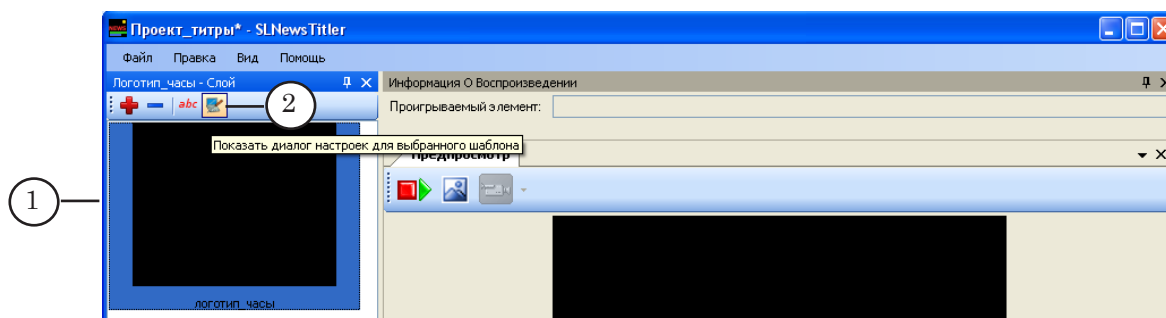 NEWS Проект_титры* - SLNewsTitler
Файл Правка Вид Помощь
Логотип_часы - Слой
Информация О Воспроизведении
abc
2
Проигрываемый элемент:
Показать диалог настроек для выбранного шаблона
Предпросмотр
1
логотип_часы